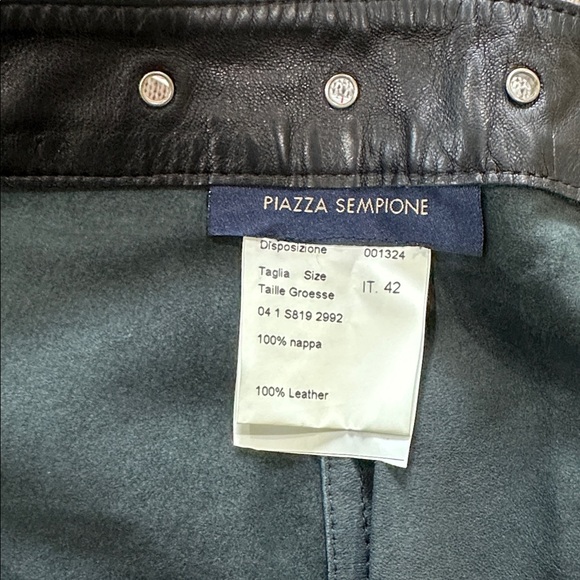 PIAZZA SEMPIONE
Disposizione 001324
Taglia Size
Taille Groesse IT. 42
04 1 S819 2992
100% nappa
100% Leather